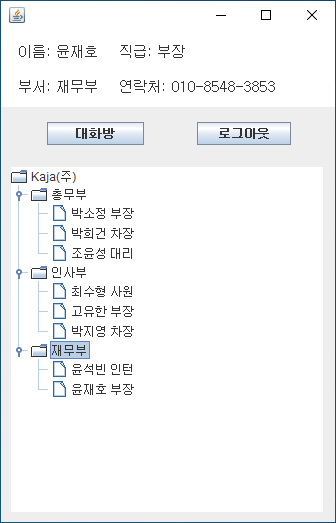 이름: 윤재호 직급: 부장
부서: 재무부 연락처: 010-8548-3853
대화방 로그아웃
Kaja(주)
총무부
박소정 부장
박희건 차장
조윤성 대리
인사부
최수형 사원
고유한 부장
박지영 차장
재무부
윤석빈 인턴
윤재호 부장